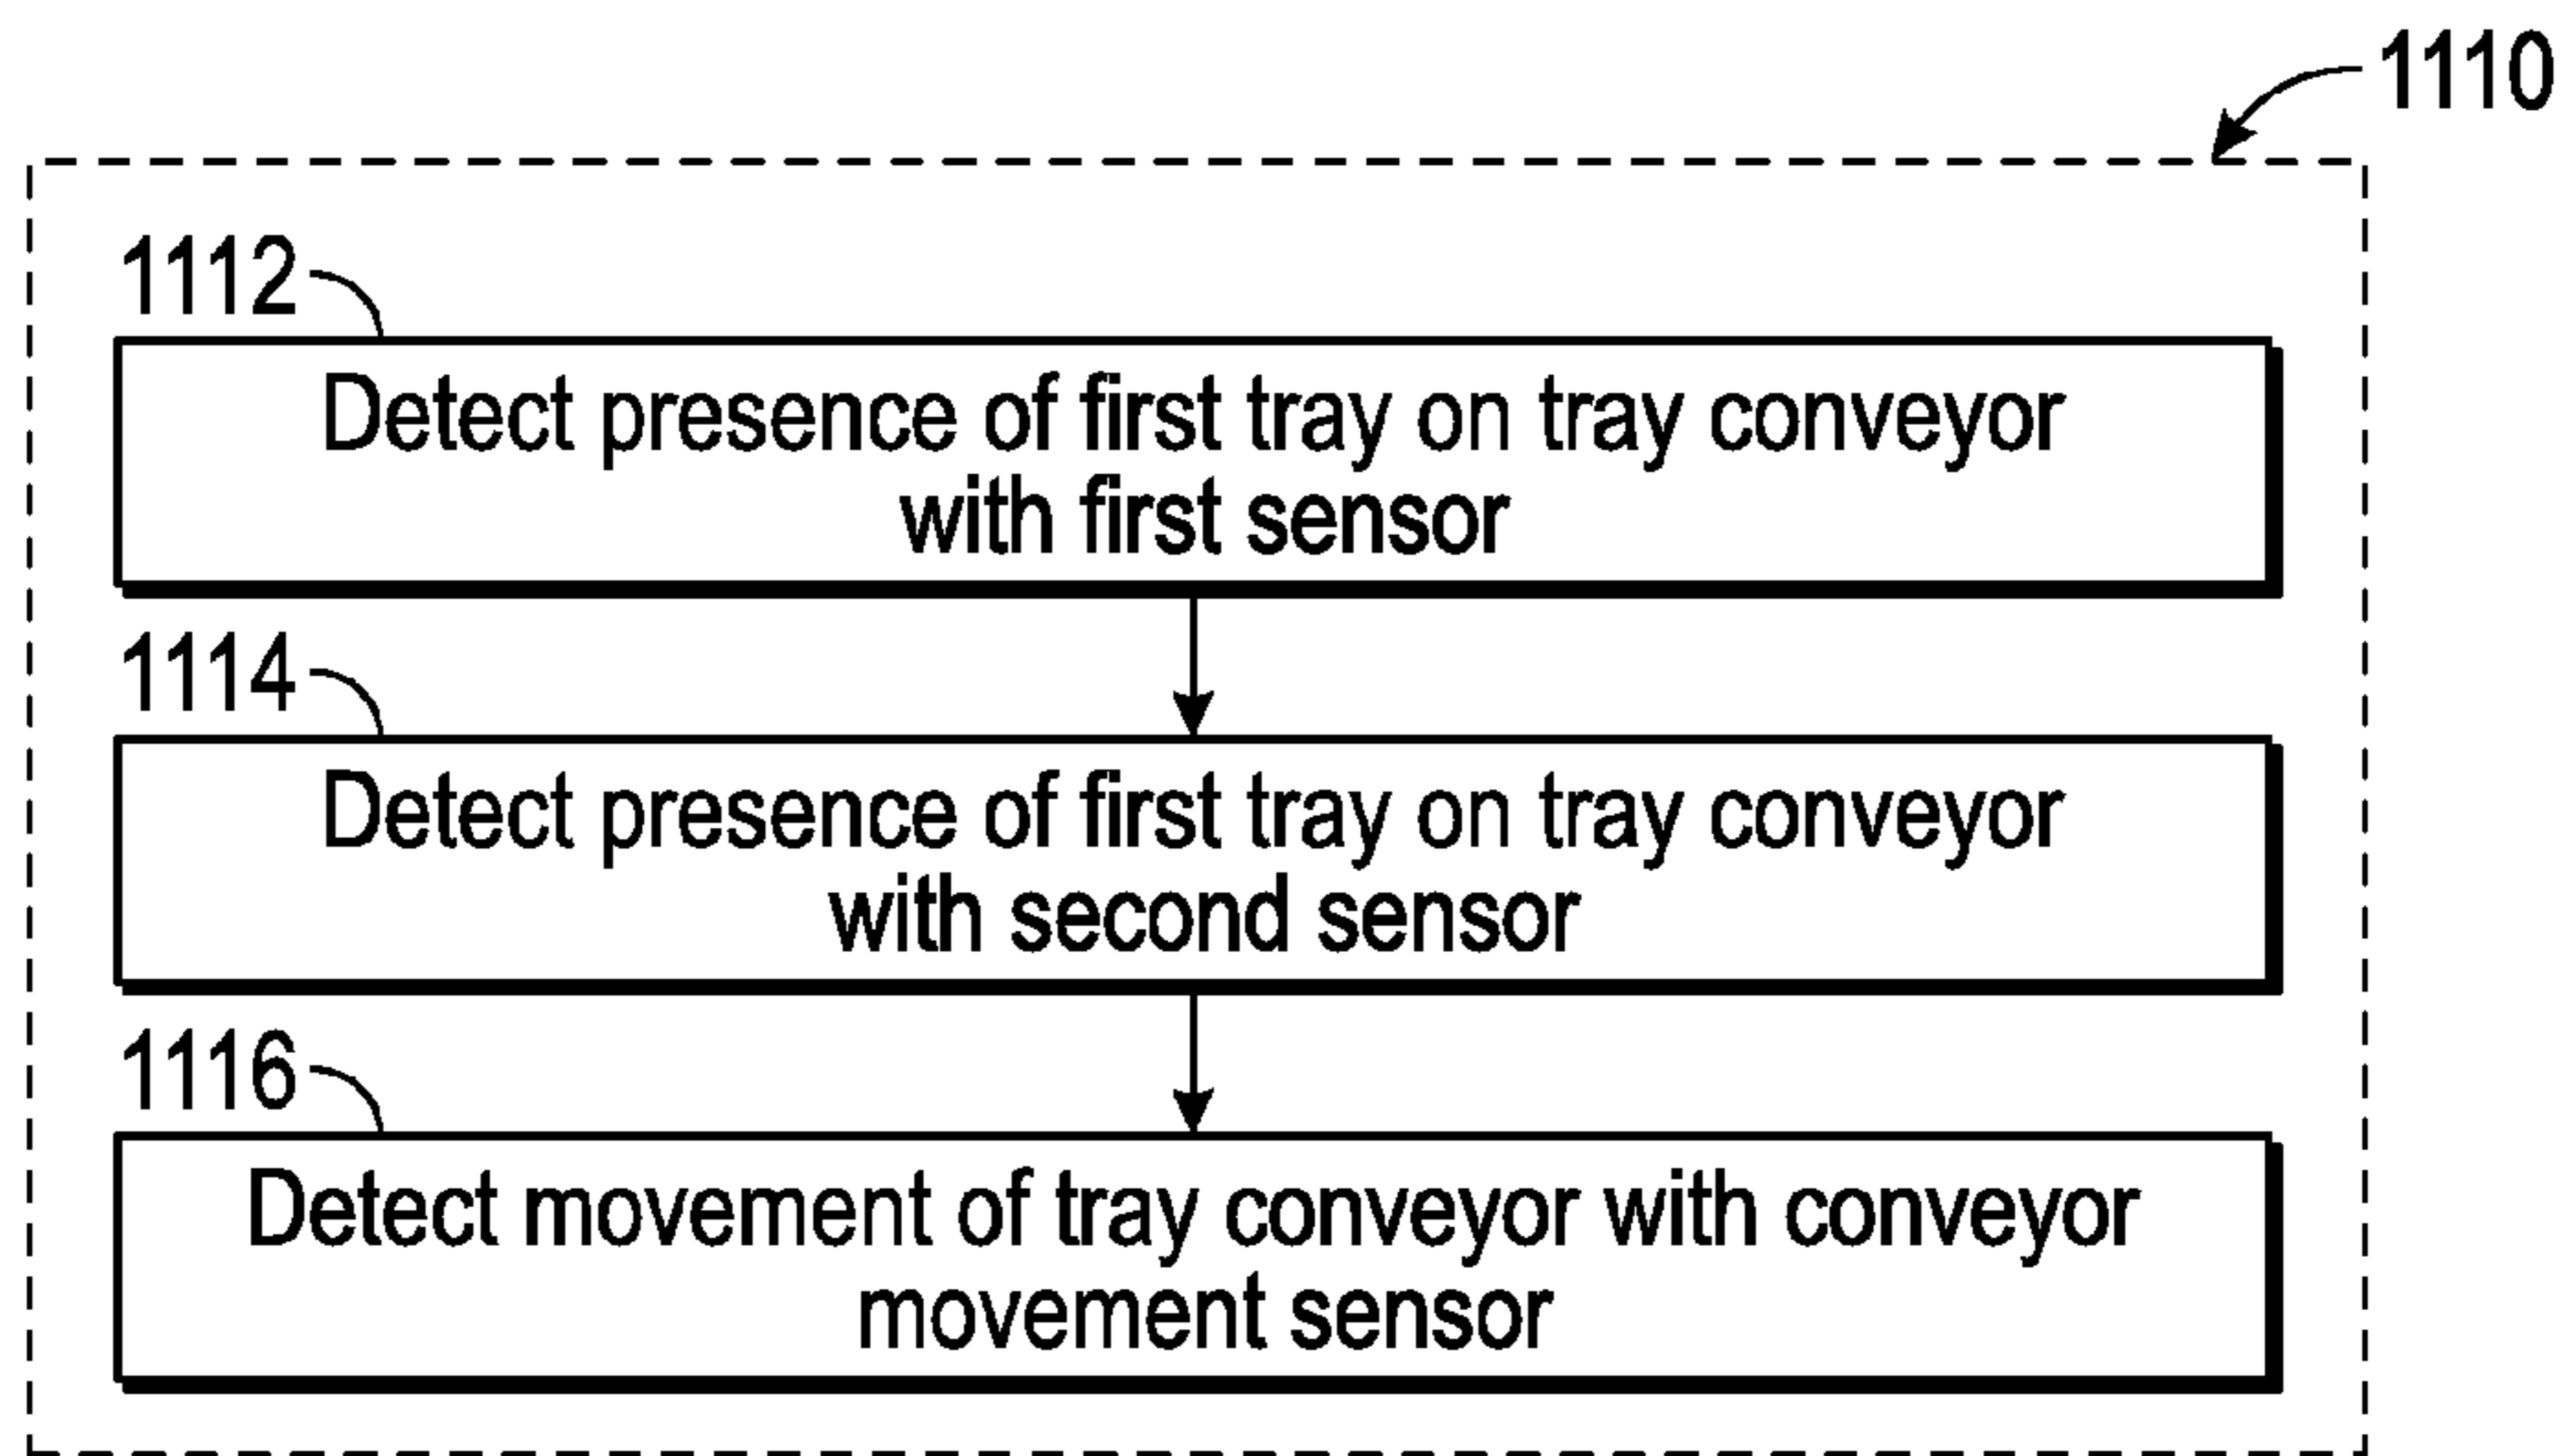 1110
1112
Detect presence of first tray on tray conveyor
with first sensor
1114
Detect presence of first tray on tray conveyor
with second sensor
1116
Detect movement of tray conveyor with conveyor
movement sensor